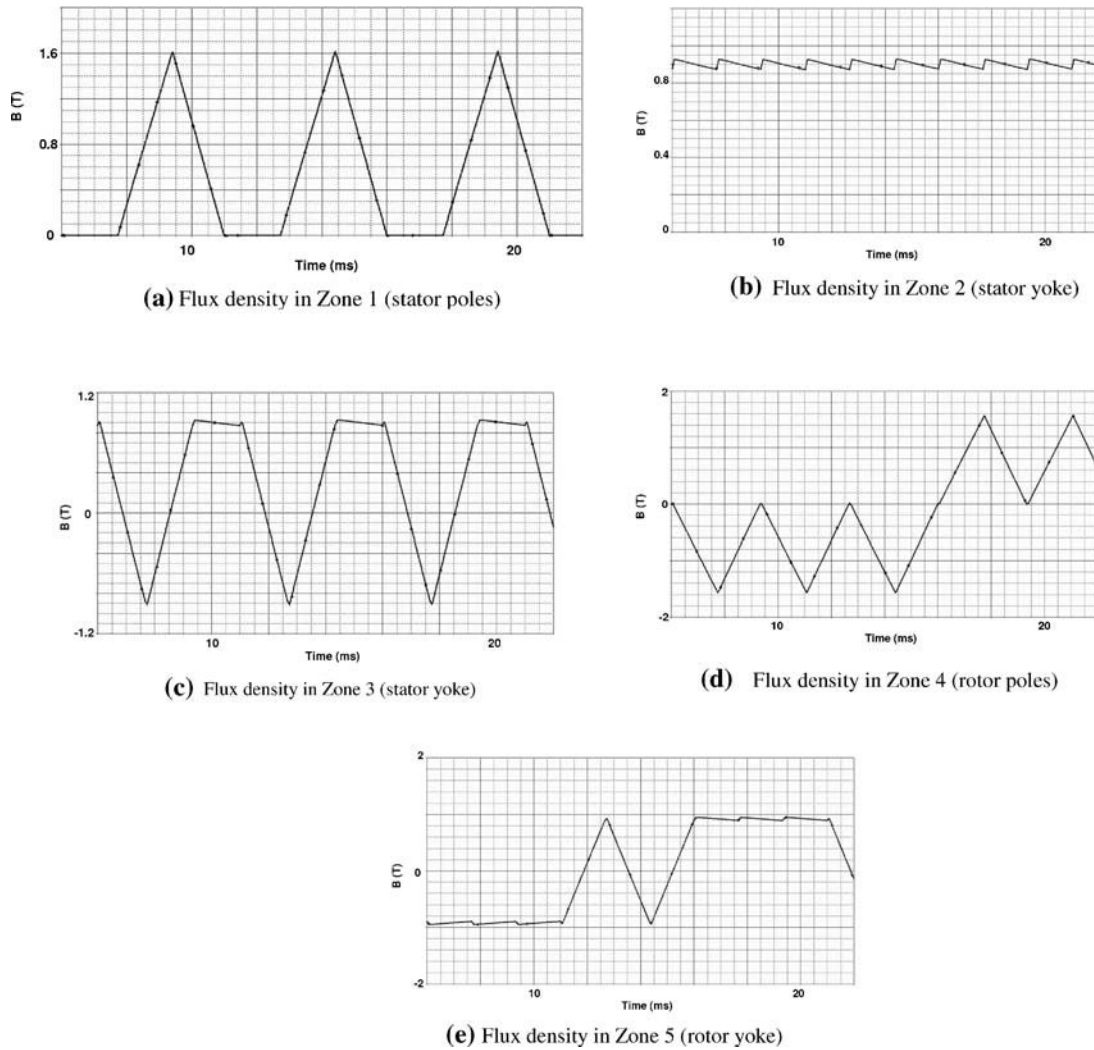 B (T)
1.6
0.8
0
10
20
Time (ms)
(a) Flux density in Zone 1 (stator poles)
B (T)
0.8
0.4
0
10
20
Time (ms)
(b) Flux density in Zone 2 (stator yoke)
B (T)
1.2
0
-1.2
10
20
Time (ms)
(c) Flux density in Zone 3 (stator yoke)
B (T)
2
0
-2
10
20
Time (ms)
(d) Flux density in Zone 4 (rotor poles)
B (T)
2
0
-2
10
20
Time (ms)
(e) Flux density in Zone 5 (rotor yoke)